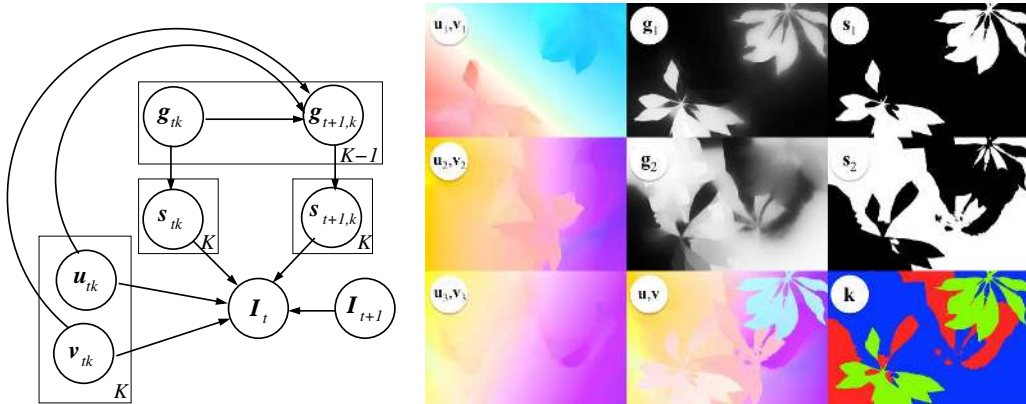 g_tk
g_t+1,k
K-1
s_tk
K
s_t+1,k
K
u_tk
I_t
I_t+1
v_tk
K
u_1,v_1
g_1
s_1
u_2,v_2
g_2
s_2
u_3,v_3
u,v
k